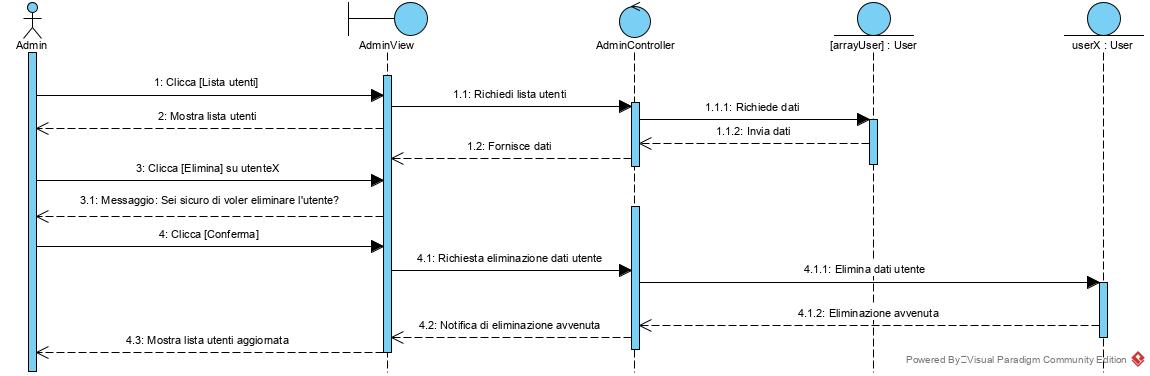 Admin
AdminView
AdminController
[arrayUser] : User
userX : User
1: Clicca [Lista utenti]
1.1: Richiedi lista utenti
1.1.1: Richiede dati
2: Mostra lista utenti
1.1.2: Invia dati
1.2: Fornisce dati
3: Clicca [Elimina] su utenteX
3.1: Messaggio: Sei sicuro di voler eliminare l'utente?
4: Clicca [Conferma]
4.1: Richiesta eliminazione dati utente
4.1.1: Elimina dati utente
4.1.2: Eliminazione avvenuta
4.2: Notifica di eliminazione avvenuta
4.3: Mostra lista utenti aggiornata
Powered By Visual Paradigm Community Edition